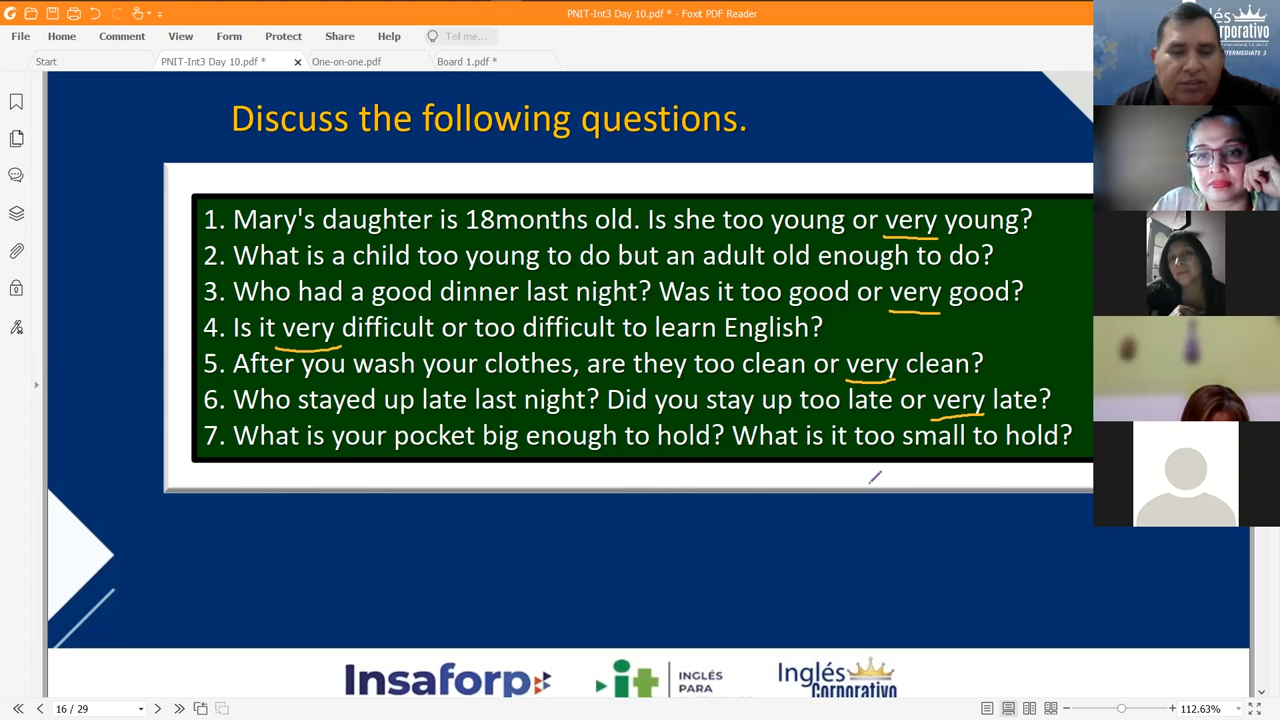 PNIT-Int3 Day 10.pdf * - Foxit PDF Reader
File Home Comment View Form Protect Share Help Tell me...
Start PNIT-Int3 Day 10.pdf * One-on-one.pdf Board 1.pdf *
Discuss the following questions.
1. Mary's daughter is 18months old. Is she too young or very young?
2. What is a child too young to do but an adult old enough to do?
3. Who had a good dinner last night? Was it too good or very good?
4. Is it very difficult or too difficult to learn English?
5. After you wash your clothes, are they too clean or very clean?
6. Who stayed up late last night? Did you stay up too late or very late?
7. What is your pocket big enough to hold? What is it too small to hold?
Insaforp it INGLÉS PARA Inglés Corporativo
16 / 29 112.63%
lés
orativo
TERMEDIATE 3